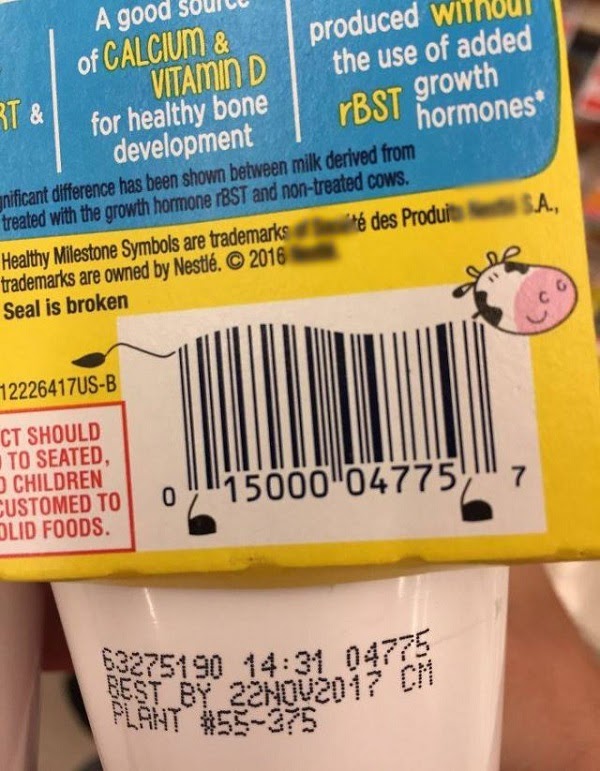 A good source
of CALCIUM &
VITAMIN D
for healthy bone
development
produced WITHOUT
the use of added
rBST growth
hormones*
RT &
gnificant difference has been shown between milk derived from
treated with the growth hormone rBST and non-treated cows.
Healthy Milestone Symbols are trademarks té des Produi S.A.,
trademarks are owned by Nestlé. © 2016
Seal is broken
12226417US-B
CT SHOULD
TO SEATED,
CHILDREN
CUSTOMED TO
OLID FOODS.
0 15000 04775 7
63275190 14:31 04775
BEST BY 22NOV2017 CM
PLANT #55-375